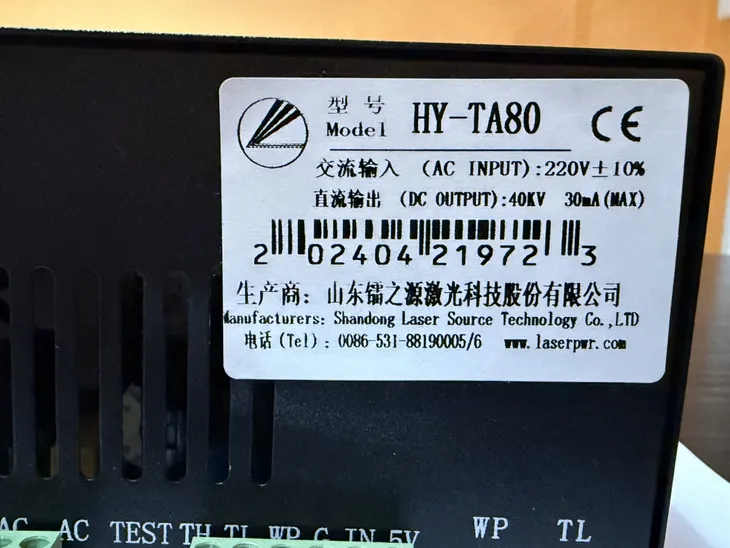 型号
Model HY-TA80 CE
交流输入 (AC INPUT):220V±10%
直流输出 (DC OUTPUT):40KV 30mA(MAX)
2 02404 21972 3
生产商: 山东镭之源激光科技股份有限公司
Manufacturers: Shandong Laser Source Technology Co.,LTD
电话(Tel): 0086-531-88190005/6 www.laserpwr.com
AC AC TEST TH TL WP G IN 5V WP TL